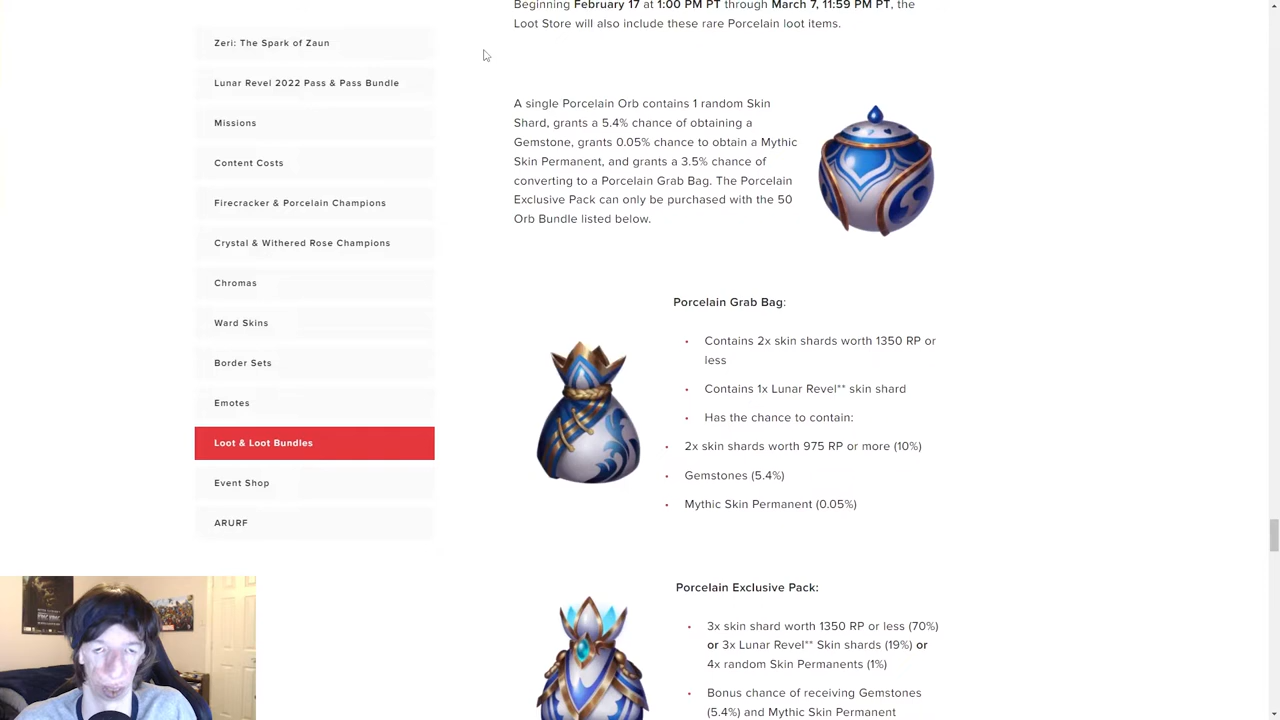 Beginning February 17 at 1:00 PM PT through March 7, 11:59 PM PT, the
Loot Store will also include these rare Porcelain loot items.
Zeri: The Spark of Zaun
Lunar Revel 2022 Pass & Pass Bundle
Missions
Content Costs
Firecracker & Porcelain Champions
Crystal & Withered Rose Champions
Chromas
Ward Skins
Border Sets
Emotes
Loot & Loot Bundles
Event Shop
ARURF
A single Porcelain Orb contains 1 random Skin
Shard, grants a 5.4% chance of obtaining a
Gemstone, grants 0.05% chance to obtain a Mythic
Skin Permanent, and grants a 3.5% chance of
converting to a Porcelain Grab Bag. The Porcelain
Exclusive Pack can only be purchased with the 50
Orb Bundle listed below.
Porcelain Grab Bag:
• Contains 2x skin shards worth 1350 RP or
less
• Contains 1x Lunar Revel** skin shard
• Has the chance to contain:
• 2x skin shards worth 975 RP or more (10%)
• Gemstones (5.4%)
• Mythic Skin Permanent (0.05%)
Porcelain Exclusive Pack:
• 3x skin shard worth 1350 RP or less (70%)
or 3x Lunar Revel** Skin shards (19%) or
4x random Skin Permanents (1%)
• Bonus chance of receiving Gemstones
(5.4%) and Mythic Skin Permanent